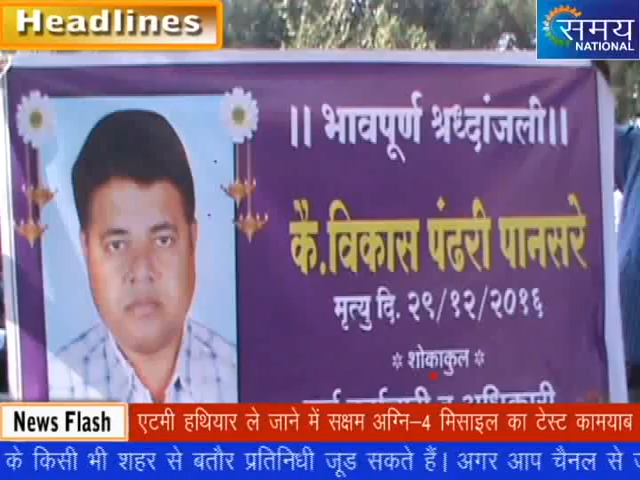 Headlines
समय
NATIONAL
।। भावपूर्ण श्रध्दांजली।।
कै. विकास पंढरी पानसरे
मृत्यु दि. २९/१२/२०१६
* शोकाकुल *
News Flash
एटमी हथियार ले जाने में सक्षम अग्नि–4 मिसाइल का टेस्ट कामयाब
के किसी भी शहर से बतौर प्रतिनिधी जूड सकते हैं। अगर आप चैनल से